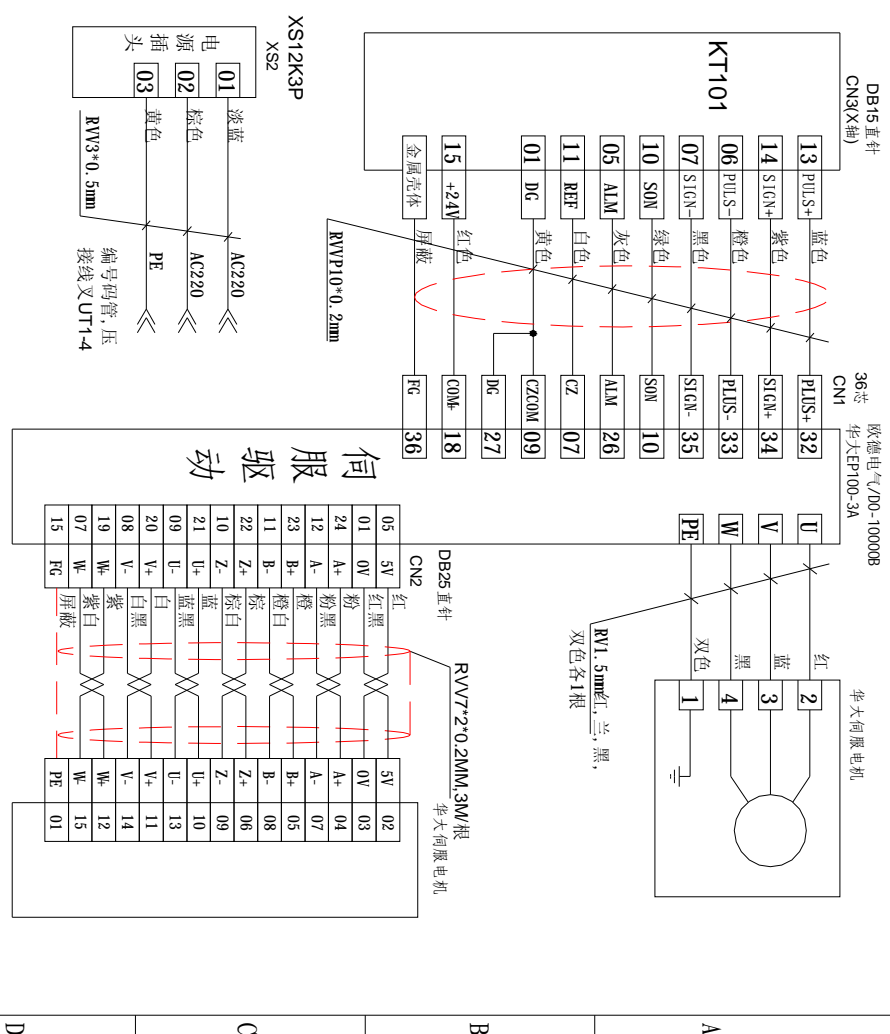 XS12K3P
XS2
电源插头
01
02
03
淡蓝
棕色
黄色
RVV3*0.5mm
AC220
AC220
PE
编号码管,压
接线叉UT1-4
DB15直针
CN3(X轴)
KT101
13 PULS+ 蓝色
14 SIGN+ 紫色
06 PULS- 橙色
07 SIGN- 黑色
10 SON 绿色
05 ALM 灰色
11 REF 白色
01 DG 黄色
15 +24V 红色
金属壳体 屏蔽
RVVP10*0.2mm
36芯
CN1
PLUS+ 32
SIGN+ 34
PLUS- 33
SIGN- 35
SON 10
ALM 26
CZ 07
CZCOM 09
DG 27
COM+ 18
FG 36
欧德电气/D0-10000B
华大EP100-3A
伺服驱动
U
V
W
PE
红
蓝
黑
双色
RV1.5mm红,兰,黑,
双色各1根
华大伺服电机
2
3
4
1
DB25直针
CN2
05 5V 红
01 0V 红黑
24 A+ 粉
12 A- 粉黑
23 B+ 橙
11 B- 橙白
22 Z+ 棕
10 Z- 棕白
21 U+ 蓝
09 U- 蓝黑
20 V+ 白
08 V- 白黑
19 W+ 紫
07 W- 紫白
15 FG 屏蔽
RVV7*2*0.2MM,3M/根
华大伺服电机
5V 02
0V 03
A+ 04
A- 07
B+ 05
B- 08
Z+ 06
Z- 09
U+ 10
U- 13
V+ 11
V- 14
W+ 12
W- 15
PE 01
A
B
C
D